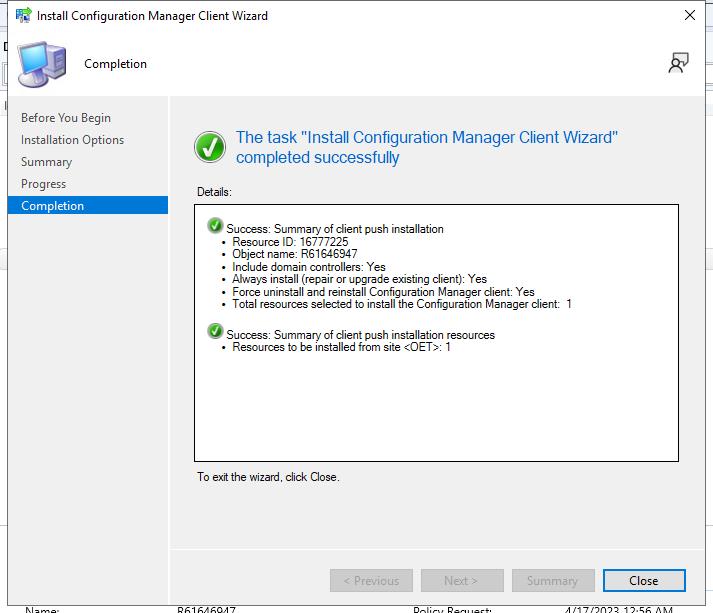 Install Configuration Manager Client Wizard
Completion
Before You Begin
Installation Options
Summary
Progress
Completion
The task "Install Configuration Manager Client Wizard"
completed successfully
Details:
Success: Summary of client push installation
• Resource ID: 16777225
• Object name: R61646947
• Include domain controllers: Yes
• Always install (repair or upgrade existing client): Yes
• Force uninstall and reinstall Configuration Manager client: Yes
• Total resources selected to install the Configuration Manager client: 1
Success: Summary of client push installation resources
• Resources to be installed from site <OET>: 1
To exit the wizard, click Close.
< Previous Next > Summary Close
Name: R61646947 Policy Request: 4/17/2023 12:56 AM